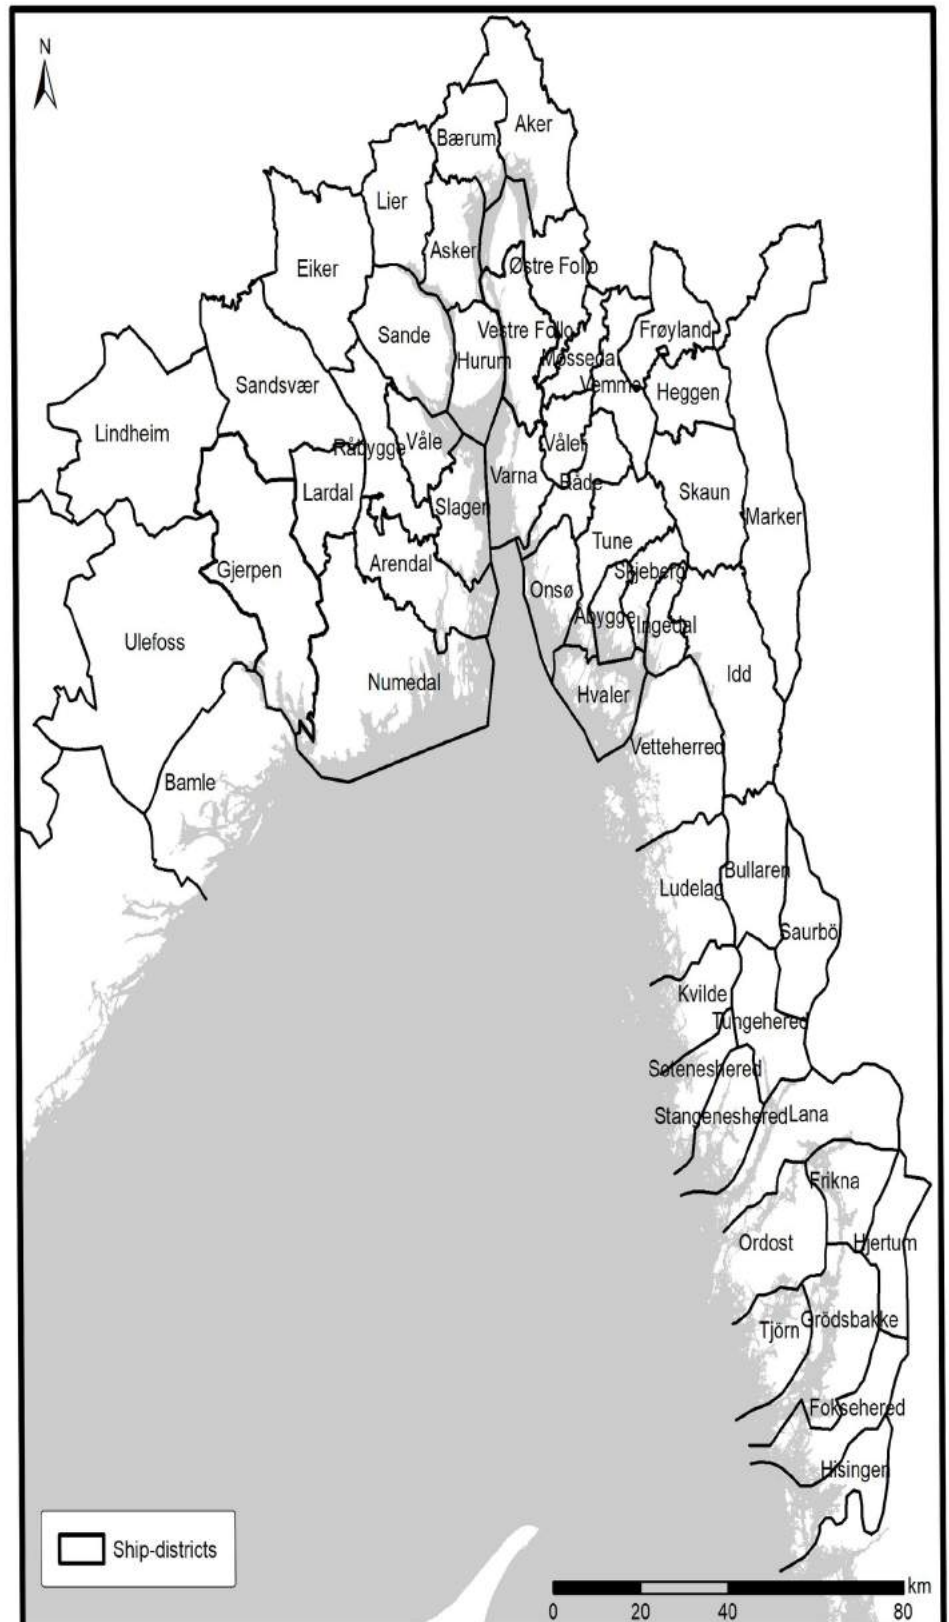 N
Aker
Bærum
Lier
Asker
Eiker
Østre Follo
Sande
Vestre Follo
Frøyland
Hurum
Mossedal
Vemme
Sandsvær
Heggen
Lindheim
Råbygge
Våle
Våler
Varna
Råde
Lardal
Slagen
Skaun
Marker
Tune
Gjerpen
Arendal
Skjeberg
Onsø
Åbygge
Ingedal
Ulefoss
Numedal
Idd
Hvaler
Vetteherred
Bamle
Bullaren
Ludelag
Saurbö
Kvilde
Tungehered
Soteneshered
Stangeneshered
Lana
Frikna
Ordost
Hjertum
Tjörn
Grödsbakke
Foksehered
Hisingen
Ship-districts
km
0 20 40 80